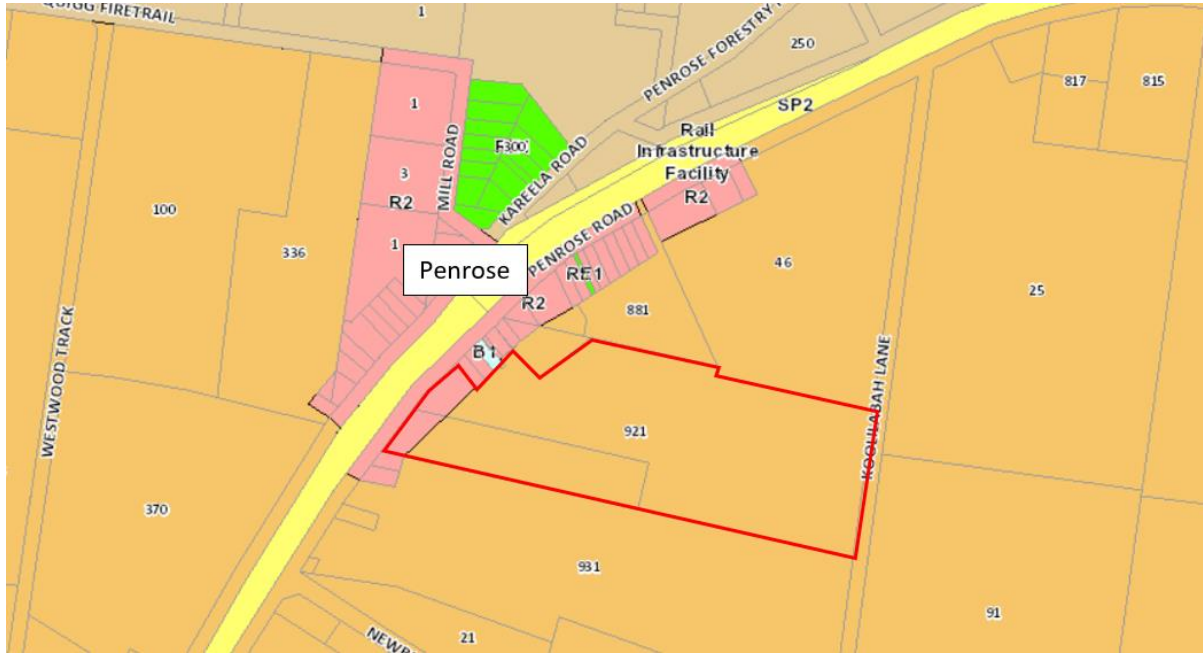 QUIGG FIRETRAIL
1
PENROSE FORESTRY
250
817
815
SP2
Rail
Infrastructure
Facility
1
MILL ROAD
KAREELA ROAD
3
R2
R2
100
336
1
PENROSE ROAD
Penrose
RE1
46
25
R2
881
B1
WESTWOOD TRACK
921
KOOLILABAH LANE
370
931
91
21